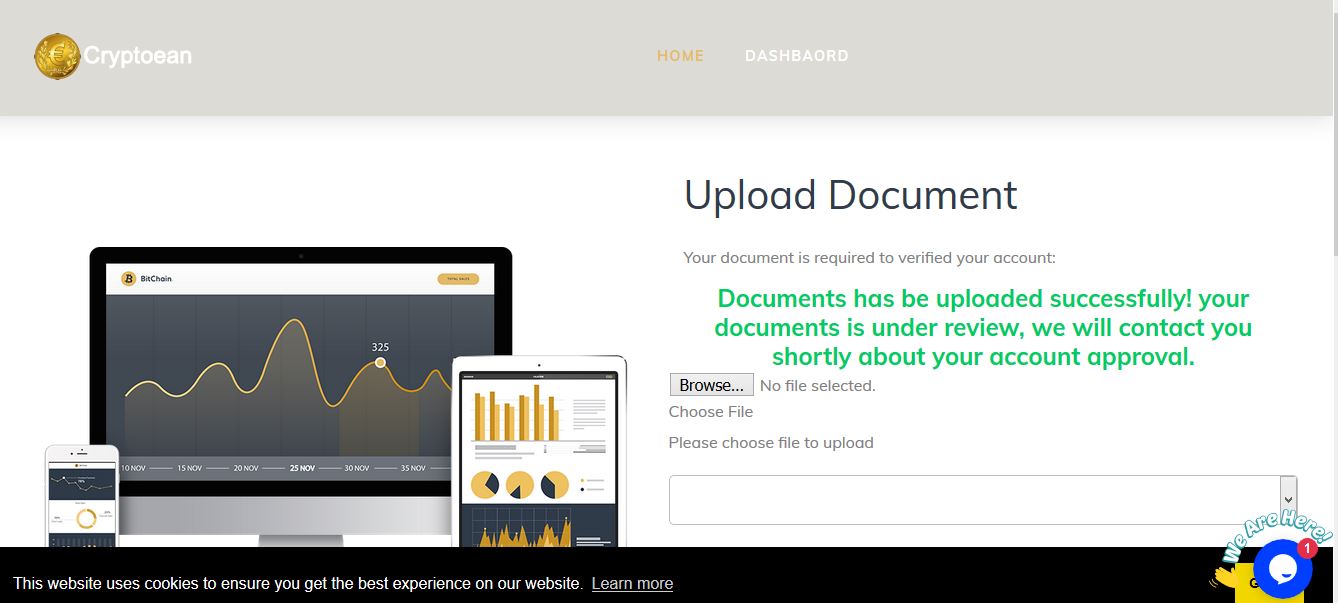 Cryptoean
HOME
DASHBAORD
Upload Document
Your document is required to verified your account:
Documents has be uploaded successfully! your
documents is under review, we will contact you
shortly about your account approval.
Browse... No file selected.
Choose File
Please choose file to upload
BitChain
TOTAL SALES
325
10 NOV
15 NOV
20 NOV
25 NOV
30 NOV
35 NOV
We Are Here!
1
This website uses cookies to ensure you get the best experience on our website. Learn more